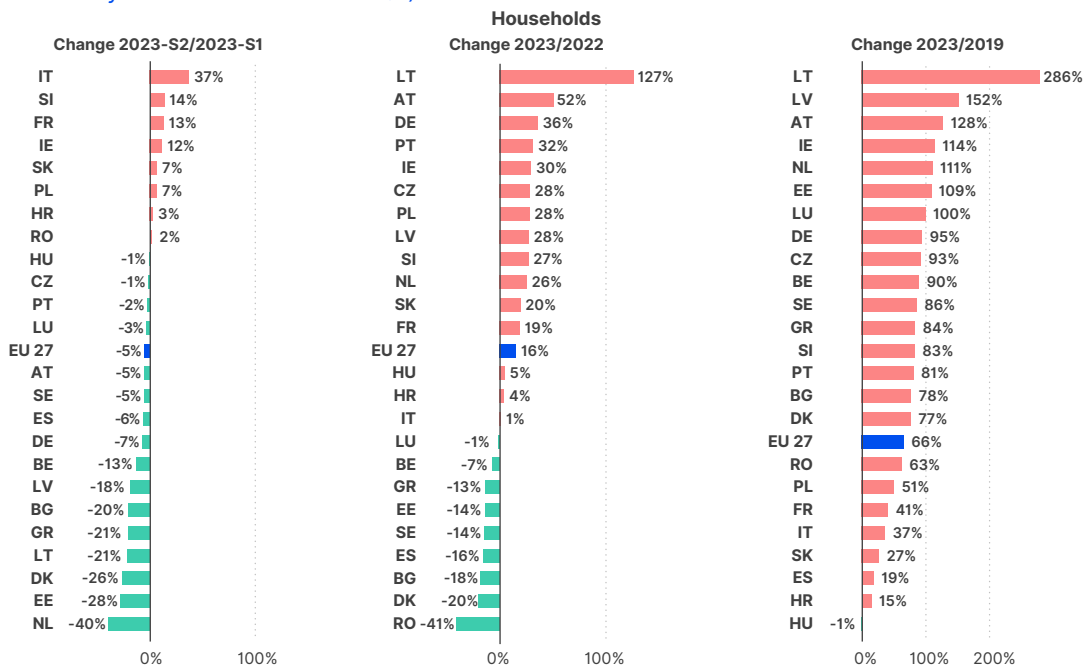 Households
Change 2023-S2/2023-S1
IT 37%
SI 14%
FR 13%
IE 12%
SK 7%
PL 7%
HR 3%
RO 2%
HU -1%
CZ -1%
PT -2%
LU -3%
EU 27 -5%
AT -5%
SE -5%
ES -6%
DE -7%
BE -13%
LV -18%
BG -20%
GR -21%
LT -21%
DK -26%
EE -28%
NL -40%
0% 100%
Change 2023/2022
LT 127%
AT 52%
DE 36%
PT 32%
IE 30%
CZ 28%
PL 28%
LV 28%
SI 27%
NL 26%
SK 20%
FR 19%
EU 27 16%
HU 5%
HR 4%
IT 1%
LU -1%
BE -7%
GR -13%
EE -14%
SE -14%
ES -16%
BG -18%
DK -20%
RO -41%
0% 100%
Change 2023/2019
LT 286%
LV 152%
AT 128%
IE 114%
NL 111%
EE 109%
LU 100%
DE 95%
CZ 93%
BE 90%
SE 86%
GR 84%
SI 83%
PT 81%
BG 78%
DK 77%
EU 27 66%
RO 63%
PL 51%
FR 41%
IT 37%
SK 27%
ES 19%
HR 15%
HU -1%
0% 100% 200%